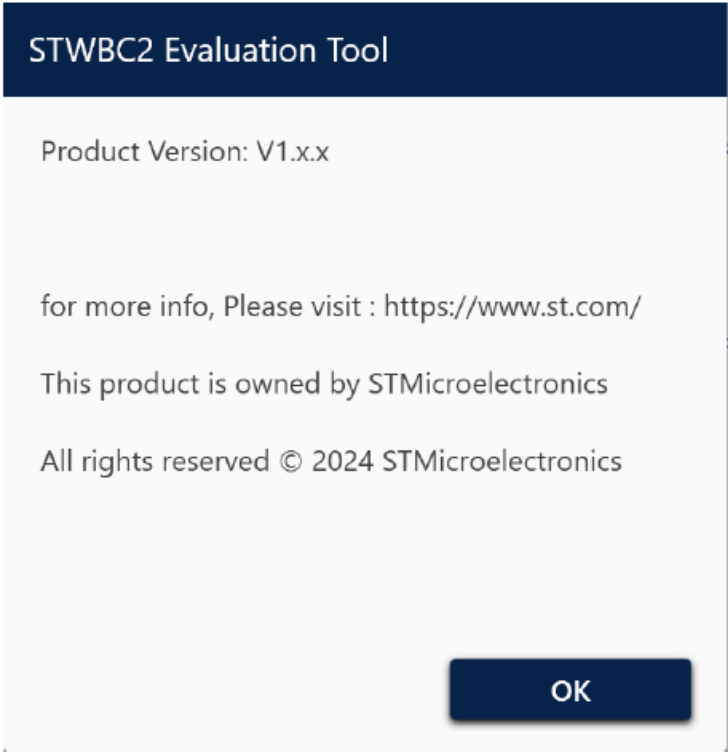 STWBC2 Evaluation Tool
Product Version: V1.x.x
for more info, Please visit : https://www.st.com/
This product is owned by STMicroelectronics
All rights reserved © 2024 STMicroelectronics
OK